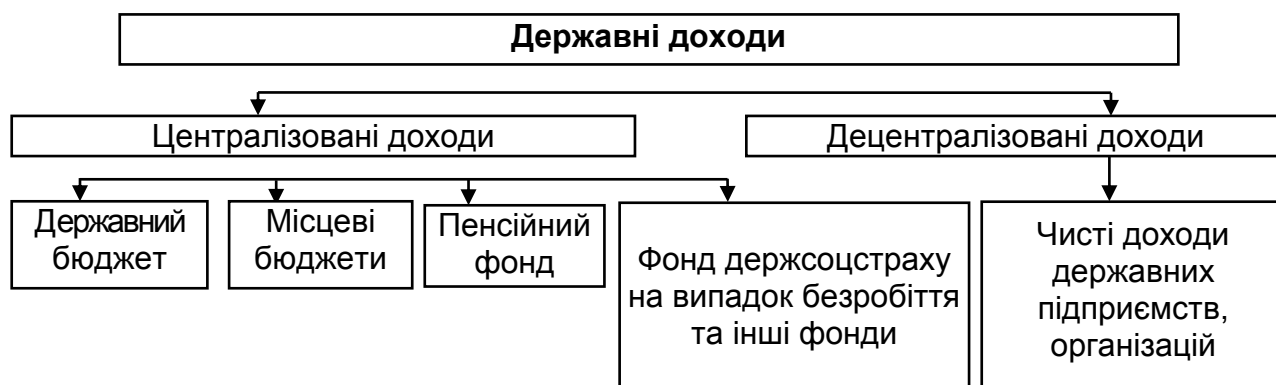 Державні доходи
Централізовані доходи
Децентралізовані доходи
Державний
бюджет
Місцеві
бюджети
Пенсійний
фонд
Фонд держсоцстраху
на випадок безробіття
та інші фонди
Чисті доходи
державних
підприємств,
організацій